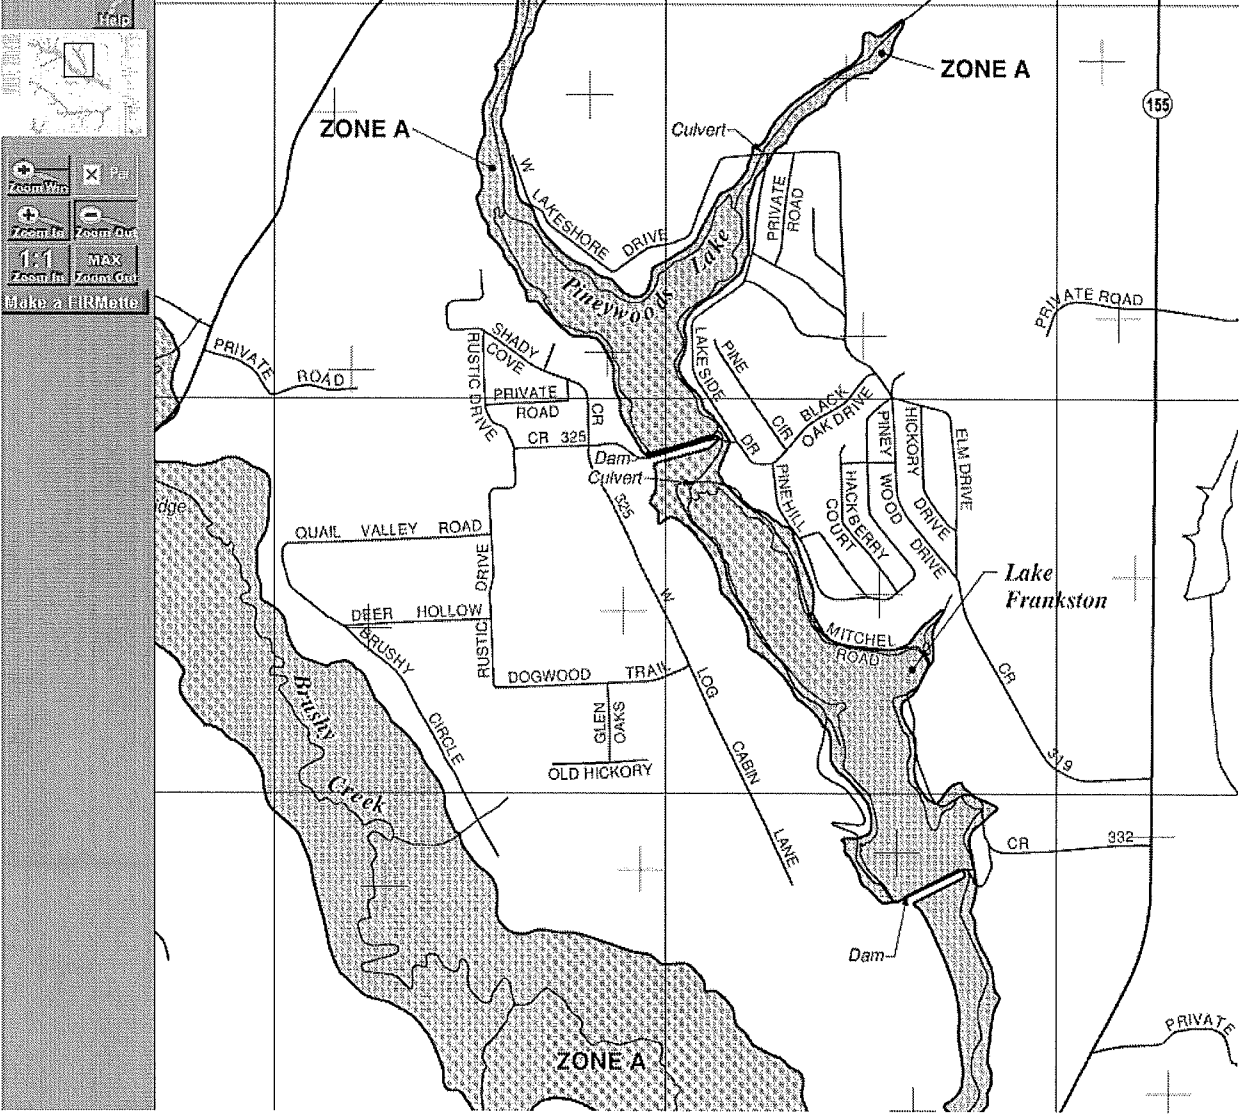 Help
Zoom Win
Pan
Zoom In
Zoom Out
1:1
Zoom In
MAX
Zoom Out
Make a FIRMette
ZONE A
155
ZONE A
Culvert
W LAKESHORE DRIVE
PRIVATE
ROAD
Pineywoods Lake
PRIVATE ROAD
PRIVATE ROAD
SHADY
COVE
RUSTIC DRIVE
PRIVATE
ROAD
CR 325
CR 325
LAKESIDE DR
PINE CIR
BLACK
OAK DRIVE
PINEY WOOD DRIVE
HICKORY DRIVE
ELM DRIVE
Dam
Culvert
PINEHILL
HACKBERRY
COURT
QUAIL VALLEY ROAD
RUSTIC DRIVE
DEER HOLLOW
BRUSHY CIRCLE
Lake
Frankston
MITCHEL
ROAD
W LOG CABIN LANE
DOGWOOD TRAIL
GLEN
OAKS
OLD HICKORY
Brushy
Creek
CR 319
CR 332
Dam
PRIVATE
ZONE A